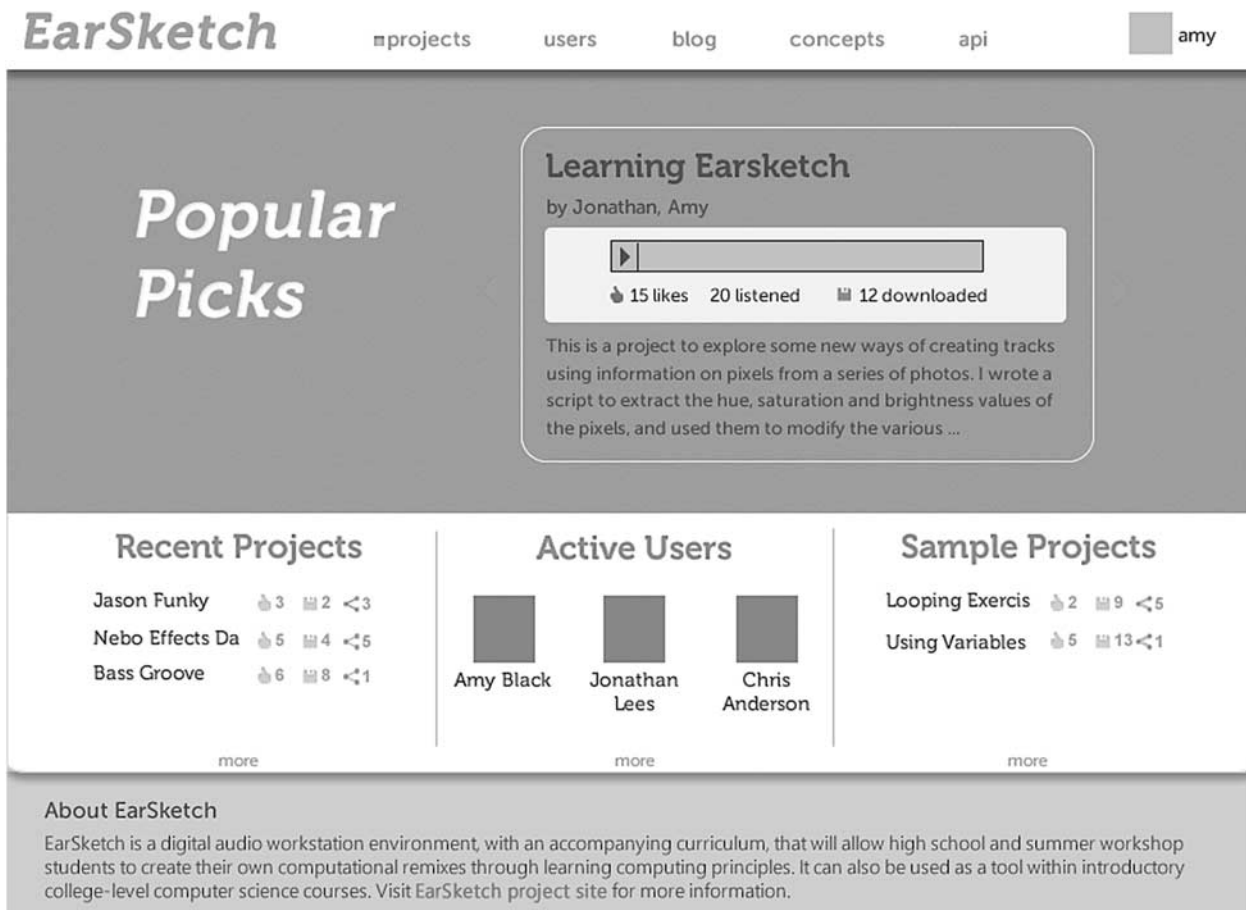 EarSketch
projects users blog concepts api amy
Popular
Picks
Learning Earsketch
by Jonathan, Amy
15 likes 20 listened 12 downloaded
This is a project to explore some new ways of creating tracks
using information on pixels from a series of photos. I wrote a
script to extract the hue, saturation and brightness values of
the pixels, and used them to modify the various ...
Recent Projects
Jason Funky 3 2 3
Nebo Effects Da 5 4 5
Bass Groove 6 8 1
more
Active Users
Amy Black
Jonathan
Lees
Chris
Anderson
more
Sample Projects
Looping Exercis 2 9 5
Using Variables 5 13 1
more
About EarSketch
EarSketch is a digital audio workstation environment, with an accompanying curriculum, that will allow high school and summer workshop
students to create their own computational remixes through learning computing principles. It can also be used as a tool within introductory
college-level computer science courses. Visit EarSketch project site for more information.